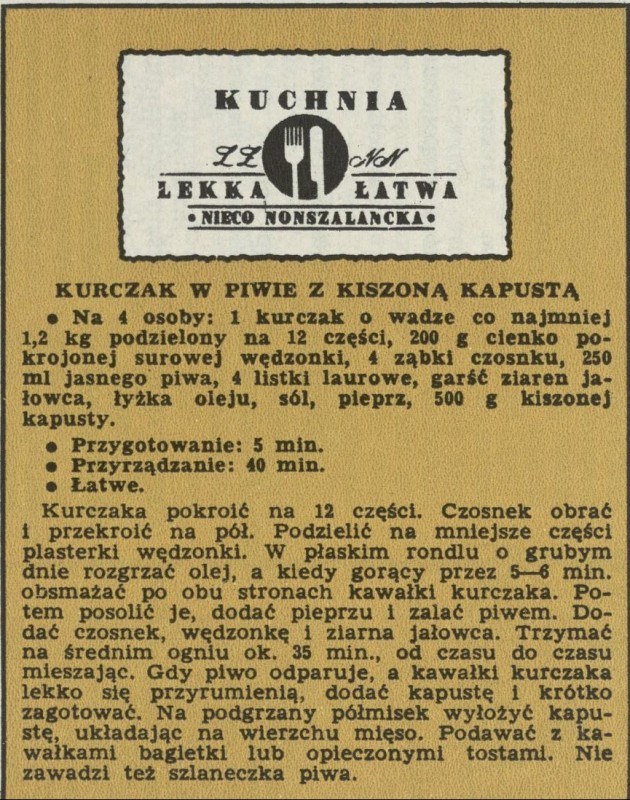 KUCHNIA
LŁ NN
LEKKA ŁATWA
• NIECO NONSZALANCKA •
KURCZAK W PIWIE Z KISZONĄ KAPUSTĄ
• Na 4 osoby: 1 kurczak o wadze co najmniej
1,2 kg podzielony na 12 części, 200 g cienko po-
krojonej surowej wędzonki, 4 ząbki czosnku, 250
ml jasnego piwa, 4 listki laurowe, garść ziaren ja-
łowca, łyżka oleju, sól, pieprz, 500 g kiszonej
kapusty.
• Przygotowanie: 5 min.
• Przyrządzanie: 40 min.
• Łatwe.
Kurczaka pokroić na 12 części. Czosnek obrać
i przekroić na pół. Podzielić na mniejsze części
plasterki wędzonki. W płaskim rondlu o grubym
dnie rozgrzać olej, a kiedy gorący przez 5—6 min.
obsmażać po obu stronach kawałki kurczaka. Po-
tem posolić je, dodać pieprzu i zalać piwem. Do-
dać czosnek, wędzonkę i ziarna jałowca. Trzymać
na średnim ogniu ok. 35 min., od czasu do czasu
mieszając. Gdy piwo odparuje, a kawałki kurczaka
lekko się przyrumienią, dodać kapustę i krótko
zagotować. Na podgrzany półmisek wyłożyć kapu-
stę, układając na wierzchu mięso. Podawać z ka-
wałkami bagietki lub opieczonymi tostami. Nie
zawadzi też szlaneczka piwa.